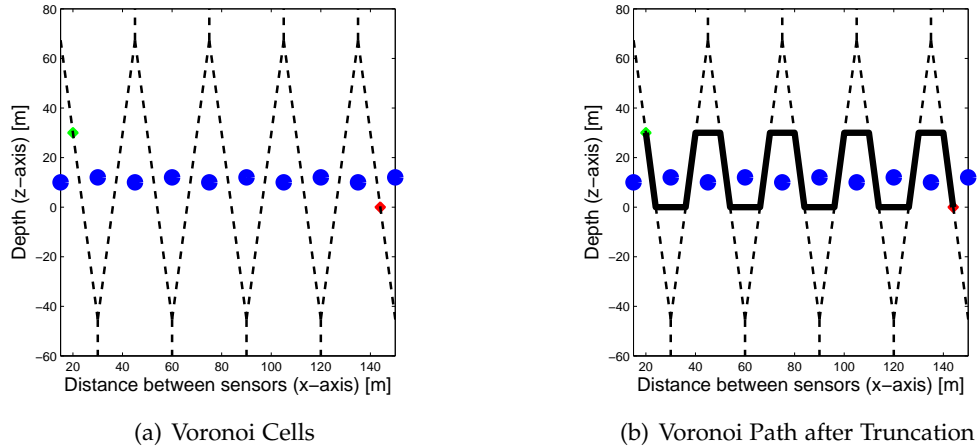 80
60
40
20
0
−20
−40
−60
20 40 60 80 100 120 140
Depth (z−axis) [m]
Distance between sensors (x−axis) [m]
(a) Voronoi Cells
80
60
40
20
0
−20
−40
−60
20 40 60 80 100 120 140
Depth (z−axis) [m]
Distance between sensors (x−axis) [m]
(b) Voronoi Path after Truncation